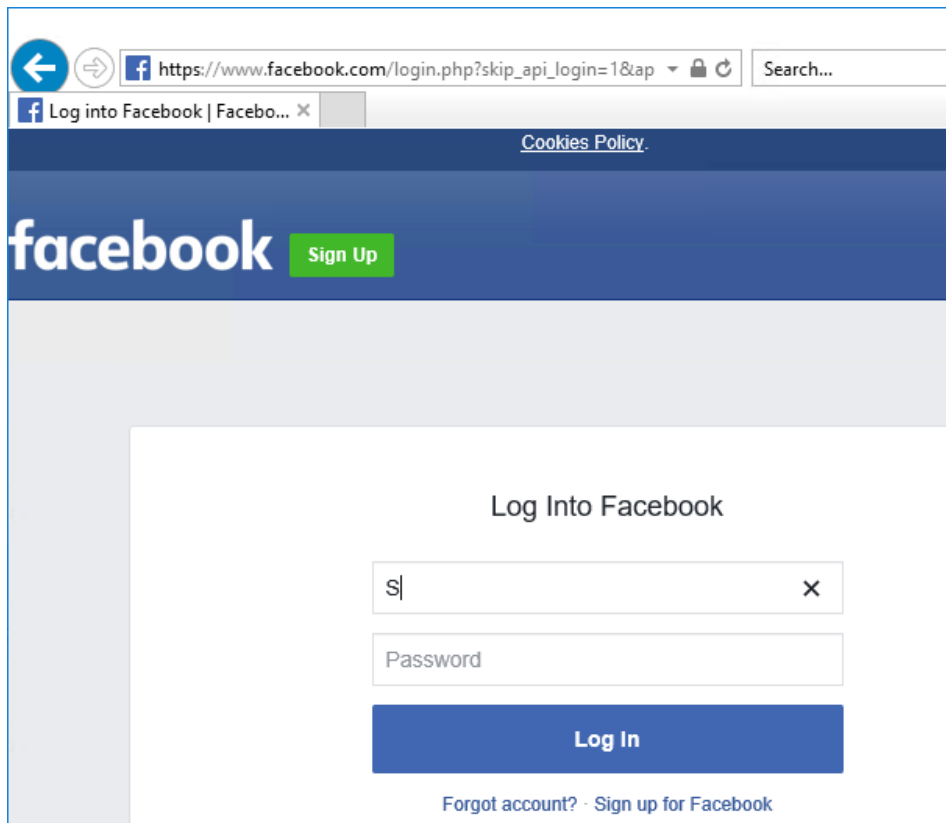 https://www.facebook.com/login.php?skip_api_login=1&ap
Search...
Log into Facebook | Facebo...
Cookies Policy.
facebook
Sign Up
Log Into Facebook
S
Password
Log In
Forgot account? · Sign up for Facebook